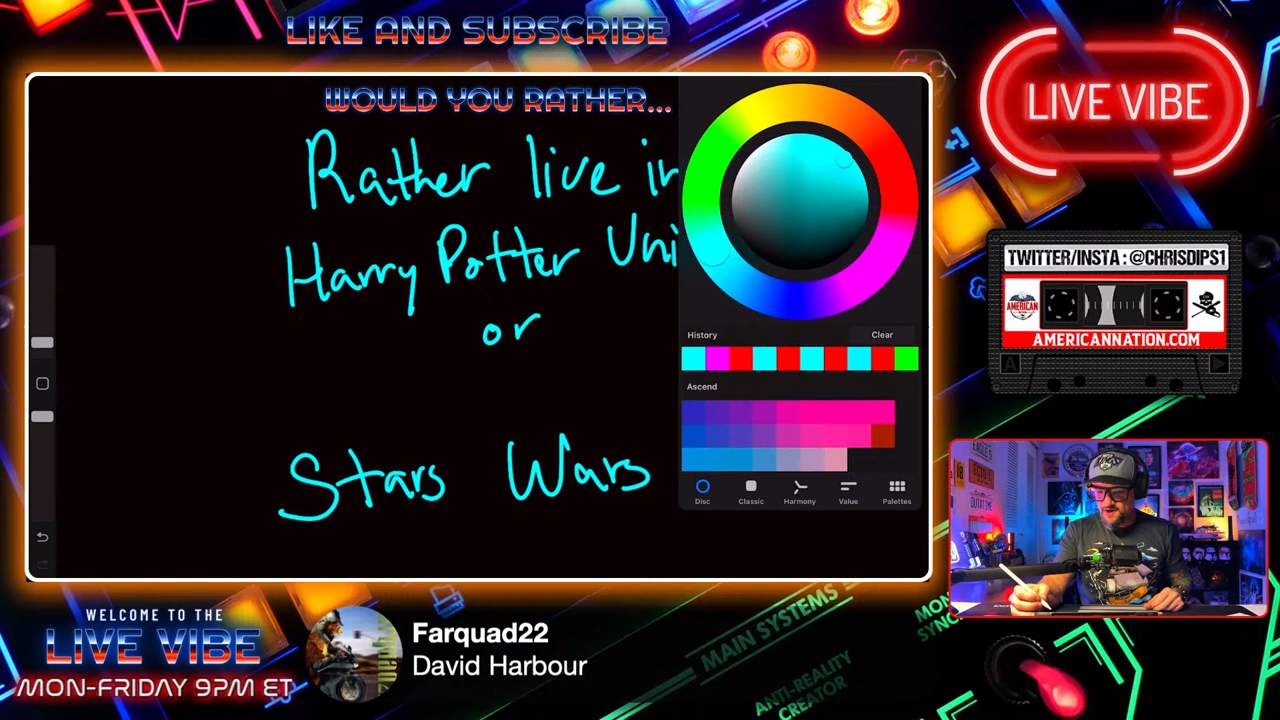 LIKE AND SUBSCRIBE
LIVE VIBE
WOULD YOU RATHER...
Rather live in
Harry Potter Uni
or
Stars Wars
History
Clear
Ascend
Disc
Classic
Harmony
Value
Palettes
TWITTER/INSTA : @CHRISDIPS1
AMERICAN
AMERICANNATION.COM
A
WELCOME TO THE
LIVE VIBE
MON-FRIDAY 9PM ET
Farquad22
David Harbour
MAIN SYSTEMS
ANTI-REALITY
CREATOR
MON
SYNC